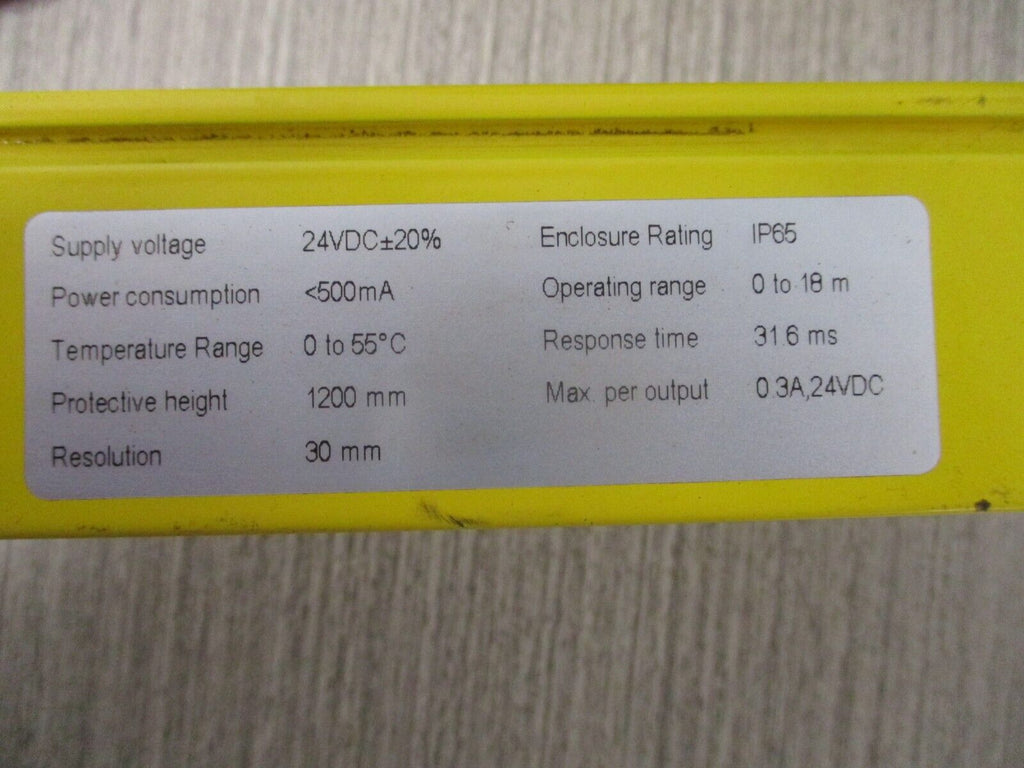 Supply voltage 24VDC±20%
Power consumption <500mA
Temperature Range 0 to 55°C
Protective height 1200 mm
Resolution 30 mm
Enclosure Rating IP65
Operating range 0 to 18 m
Response time 31.6 ms
Max. per output 0.3A,24VDC